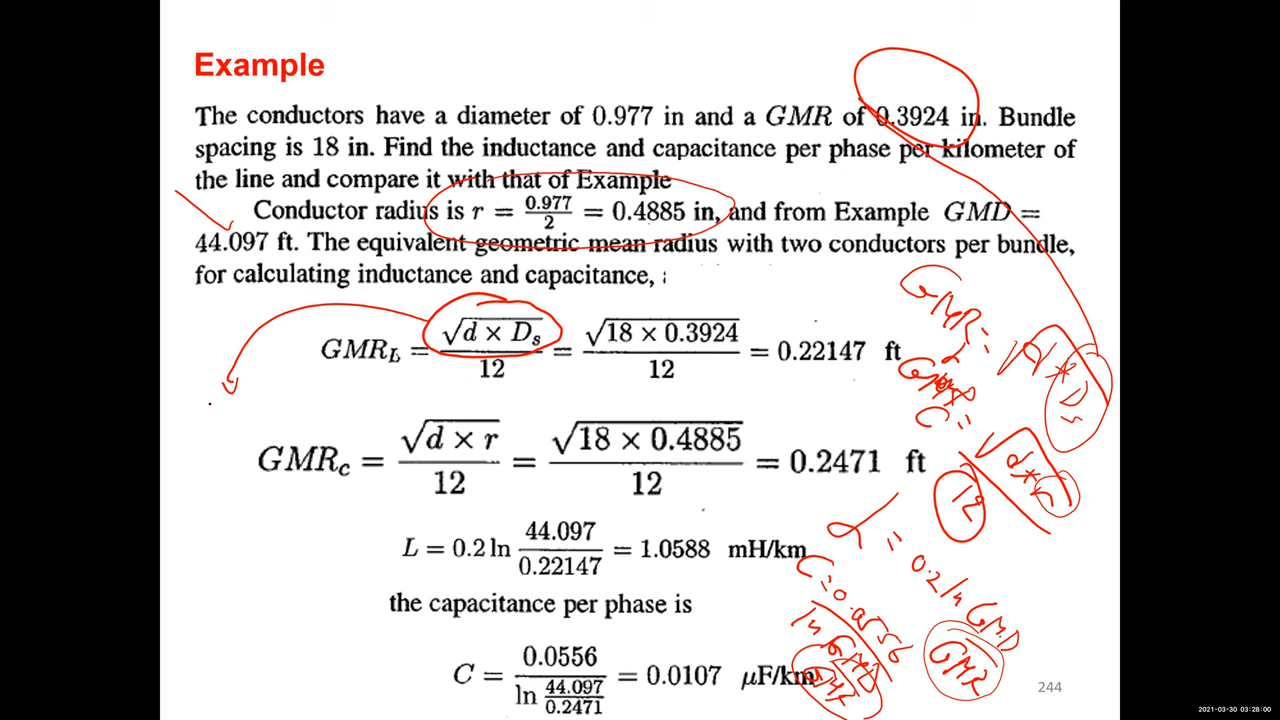 Example
The conductors have a diameter of 0.977 in and a GMR of 0.3924 in. Bundle
spacing is 18 in. Find the inductance and capacitance per phase per kilometer of
the line and compare it with that of Example
Conductor radius is r = 0.977/2 = 0.4885 in, and from Example GMD =
44.097 ft. The equivalent geometric mean radius with two conductors per bundle,
for calculating inductance and capacitance,
GMR_L = √(d × D_s)/12 = √(18 × 0.3924)/12 = 0.22147 ft
GMR_c = √(d × r)/12 = √(18 × 0.4885)/12 = 0.2471 ft
L = 0.2 ln 44.097/0.22147 = 1.0588 mH/km
the capacitance per phase is
C = 0.0556/(ln 44.097/0.2471) = 0.0107 μF/km
GMR_L = √(d * Ds)
C = √(d * r)/12
L = 0.2 ln GMD/GMR
C = 0.0556/(ln GMD/GMR)
244
2021-03-30 03:28:00